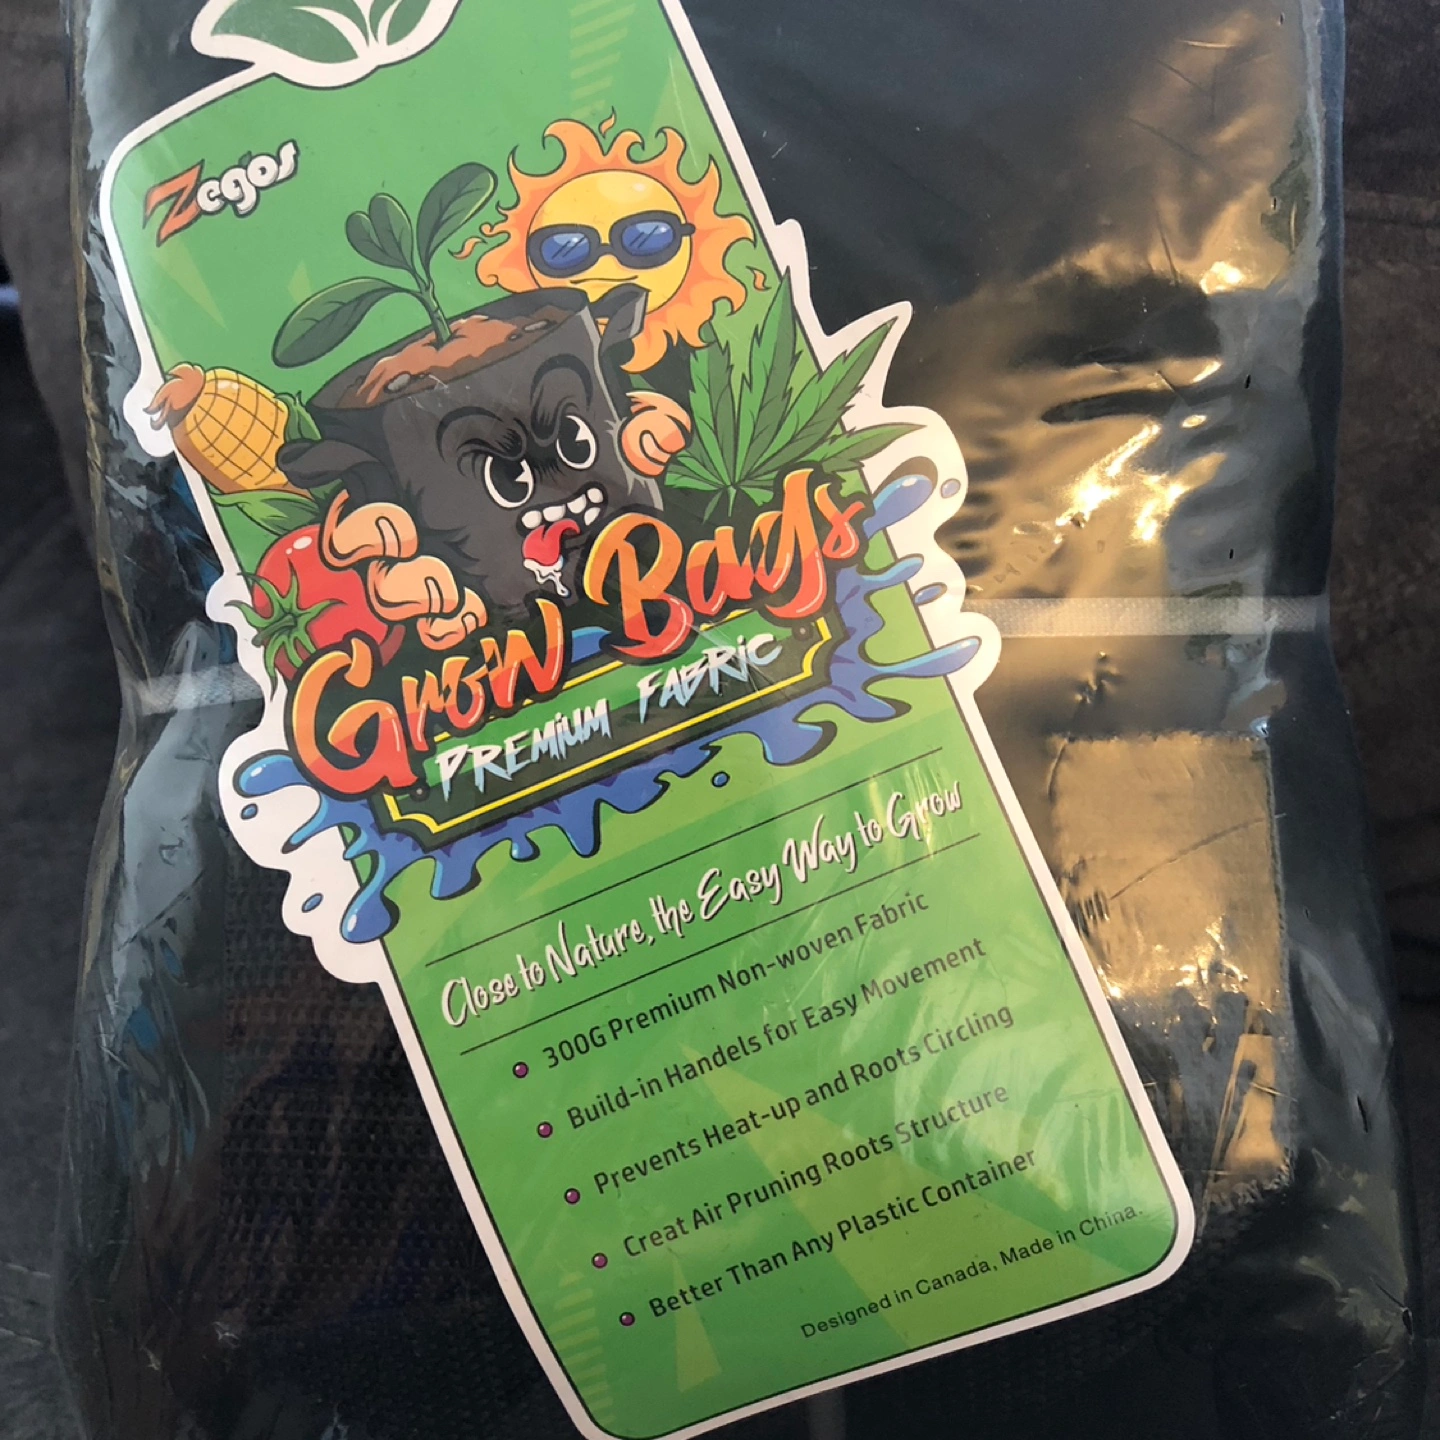 Zegos
Grow Bags
PREMIUM FABRIC
Close to Nature, the Easy Way to Grow
300G Premium Non-woven Fabric
Build-in Handels for Easy Movement
Prevents Heat-up and Roots Circling
Creat Air Pruning Roots Structure
Better Than Any Plastic Container
Designed in Canada, Made in China.